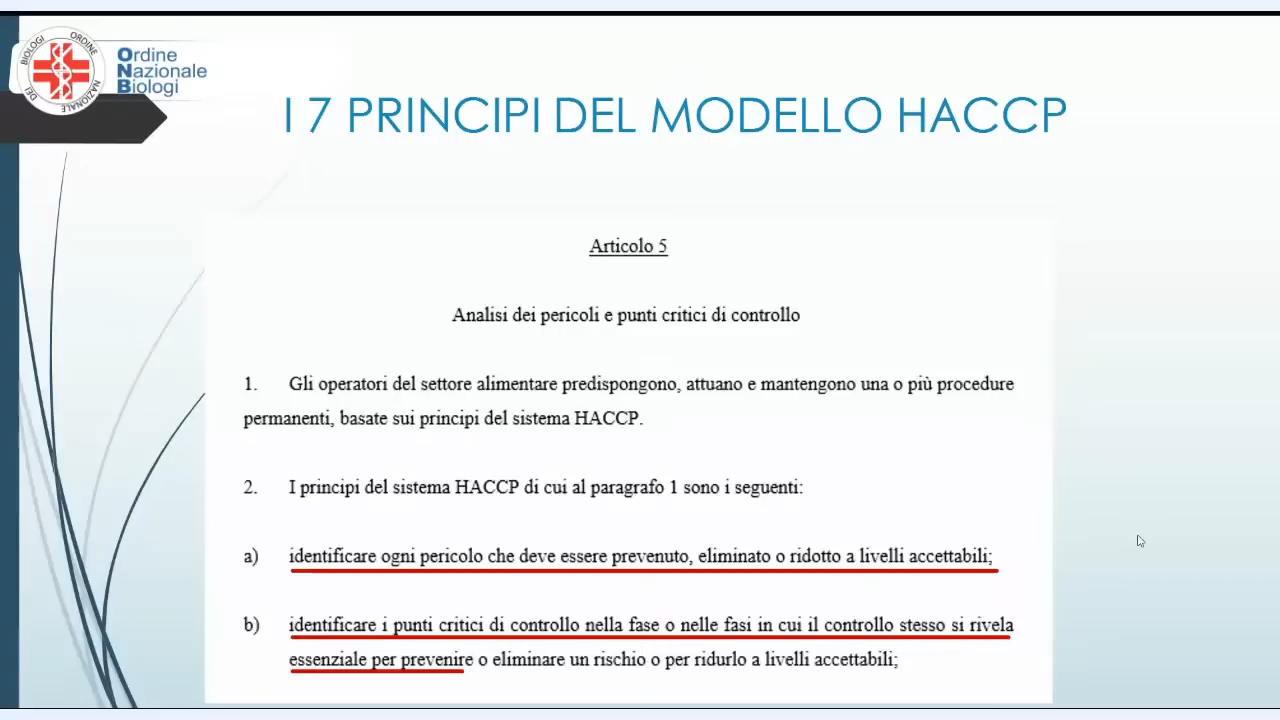 ORDINE NAZIONALE DEI BIOLOGI
Ordine
Nazionale
Biologi
I 7 PRINCIPI DEL MODELLO HACCP
Articolo 5
Analisi dei pericoli e punti critici di controllo
1. Gli operatori del settore alimentare predispongono, attuano e mantengono una o più procedure
permanenti, basate sui principi del sistema HACCP.
2. I principi del sistema HACCP di cui al paragrafo 1 sono i seguenti:
a) identificare ogni pericolo che deve essere prevenuto, eliminato o ridotto a livelli accettabili;
b) identificare i punti critici di controllo nella fase o nelle fasi in cui il controllo stesso si rivela
essenziale per prevenire o eliminare un rischio o per ridurlo a livelli accettabili;